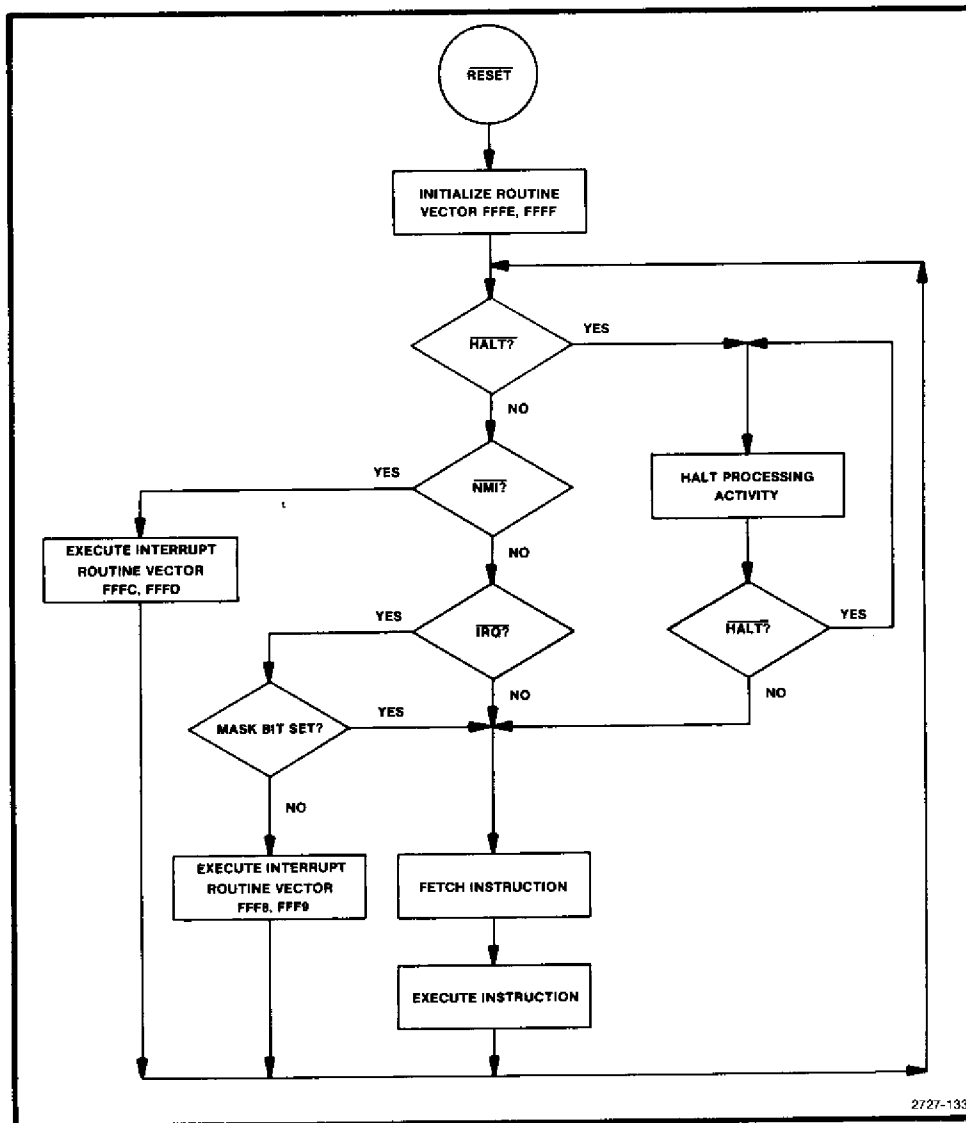 RESET
INITIALIZE ROUTINE
VECTOR FFFE, FFFF
HALT?
YES
NO
NMI?
YES
NO
HALT PROCESSING
ACTIVITY
EXECUTE INTERRUPT
ROUTINE VECTOR
FFFC, FFFD
IRQ?
YES
NO
HALT?
YES
NO
MASK BIT SET?
YES
NO
EXECUTE INTERRUPT
ROUTINE VECTOR
FFF8, FFF9
FETCH INSTRUCTION
EXECUTE INSTRUCTION
2727-133